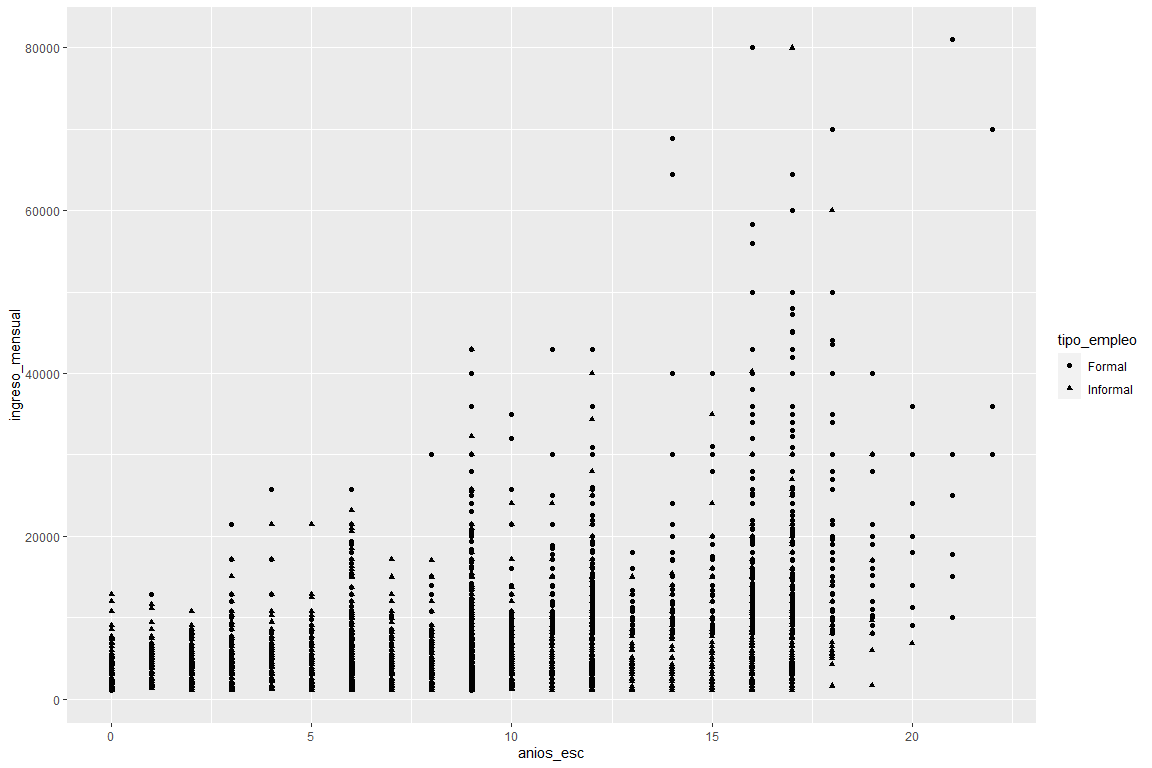 80000
60000
40000
20000
0
ingreso_mensual
0 5 10 15 20
anios_esc
tipo_empleo
Formal
Informal